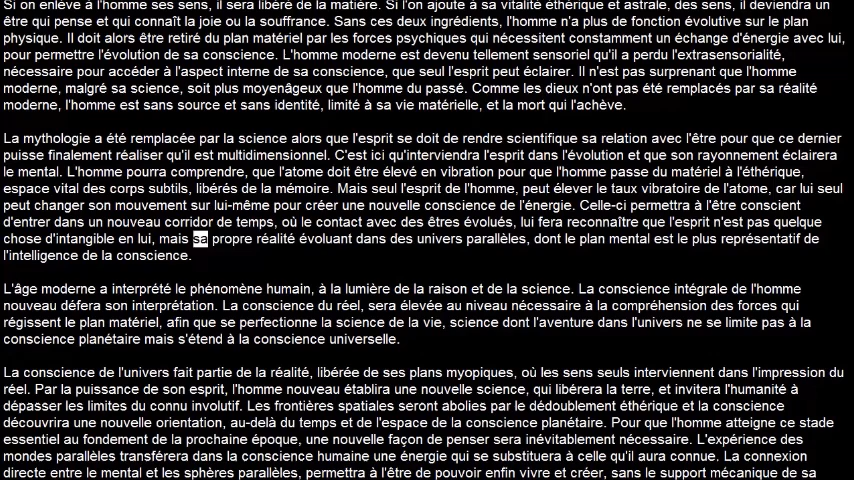 Si on enlève à l'homme ses sens, il sera libéré de la matière. Si l'on ajoute à sa vitalité éthérique et astrale, des sens, il deviendra un
être qui pense et qui connaît la joie ou la souffrance. Sans ces deux ingrédients, l'homme n'a plus de fonction évolutive sur le plan
physique. Il doit alors être retiré du plan matériel par les forces psychiques qui nécessitent constamment un échange d'énergie avec lui,
pour permettre l'évolution de sa conscience. L'homme moderne est devenu tellement sensoriel qu'il a perdu l'extrasensorialité,
nécessaire pour accéder à l'aspect interne de sa conscience, que seul l'esprit peut éclairer. Il n'est pas surprenant que l'homme
moderne, malgré sa science, soit plus moyenâgeux que l'homme du passé. Comme les dieux n'ont pas été remplacés par sa réalité
moderne, l'homme est sans source et sans identité, limité à sa vie matérielle, et la mort qui l'achève.
La mythologie a été remplacée par la science alors que l'esprit se doit de rendre scientifique sa relation avec l'être pour que ce dernier
puisse finalement réaliser qu'il est multidimensionnel. C'est ici qu'interviendra l'esprit dans l'évolution et que son rayonnement éclairera
le mental. L'homme pourra comprendre, que l'atome doit être élevé en vibration pour que l'homme passe du matériel à l'éthérique,
espace vital des corps subtils, libérés de la mémoire. Mais seul l'esprit de l'homme, peut élever le taux vibratoire de l'atome, car lui seul
peut changer son mouvement sur lui-même pour créer une nouvelle conscience de l'énergie. Celle-ci permettra à l'être conscient
d'entrer dans un nouveau corridor de temps, où le contact avec des êtres évolués, lui fera reconnaître que l'esprit n'est pas quelque
chose d'intangible en lui, mais sa propre réalité évoluant dans des univers parallèles, dont le plan mental est le plus représentatif de
l'intelligence de la conscience.
L'âge moderne a interprété le phénomène humain, à la lumière de la raison et de la science. La conscience intégrale de l'homme
nouveau défera son interprétation. La conscience du réel, sera élevée au niveau nécessaire à la compréhension des forces qui
régissent le plan matériel, afin que se perfectionne la science de la vie, science dont l'aventure dans l'univers ne se limite pas à la
conscience planétaire mais s'étend à la conscience universelle.
La conscience de l'univers fait partie de la réalité, libérée de ses plans myopiques, où les sens seuls interviennent dans l'impression du
réel. Par la puissance de son esprit, l'homme nouveau établira une nouvelle science, qui libérera la terre, et invitera l'humanité à
dépasser les limites du connu involutif. Les frontières spatiales seront abolies par le dédoublement éthérique et la conscience
découvrira une nouvelle orientation, au-delà du temps et de l'espace de la conscience planétaire. Pour que l'homme atteigne ce stade
essentiel au fondement de la prochaine époque, une nouvelle façon de penser sera inévitablement nécessaire. L'expérience des
mondes parallèles transférera dans la conscience humaine une énergie qui se substituera à celle qu'il aura connue. La connexion
directe entre le mental et les sphères parallèles, permettra à l'être de pouvoir enfin vivre et créer, sans le support mécanique de sa